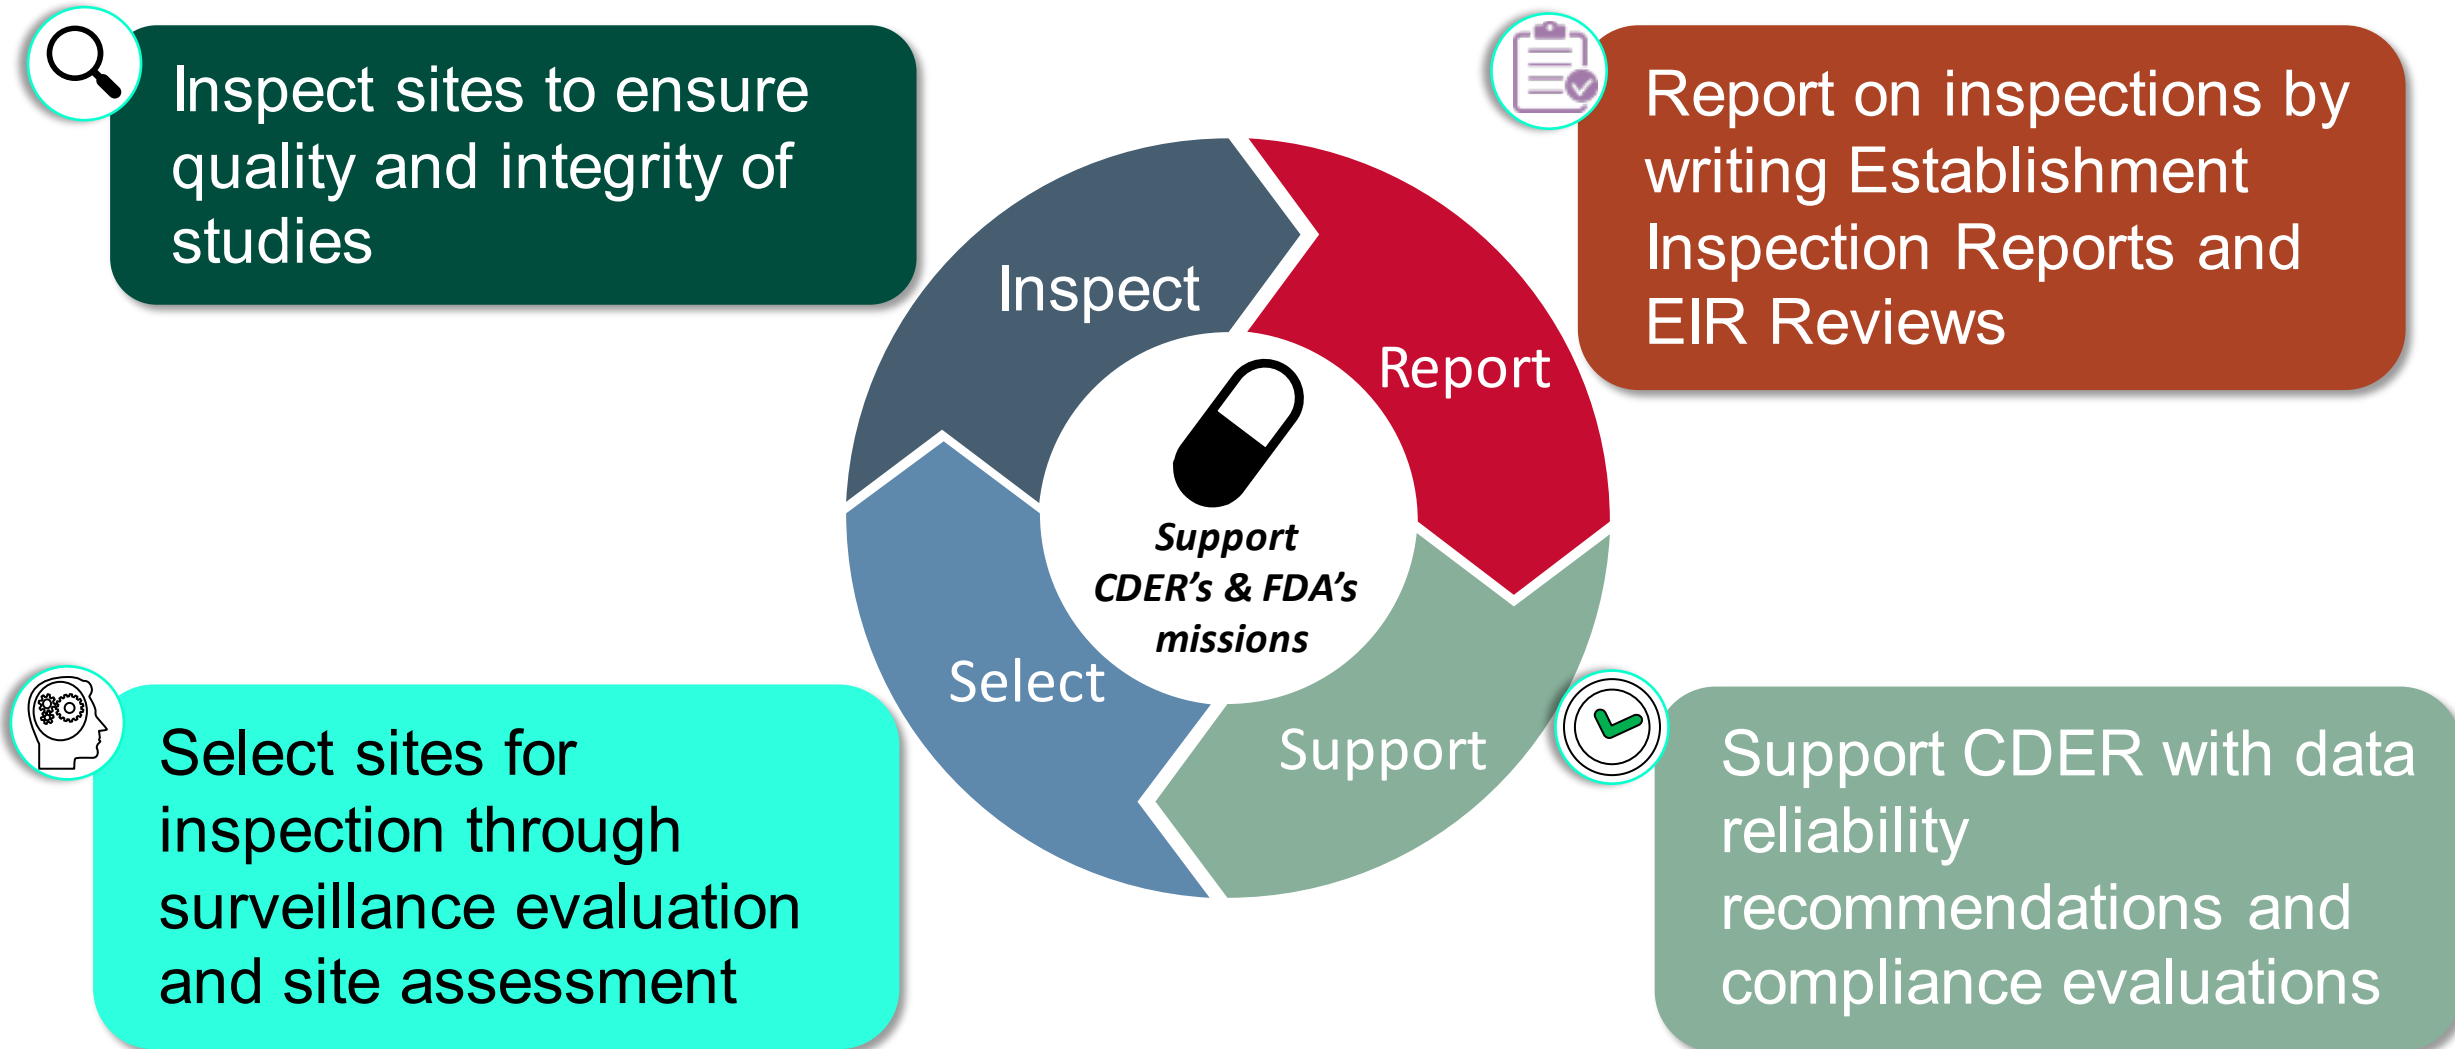 Inspect sites to ensure
quality and integrity of
studies
Report on inspections by
writing Establishment
Inspection Reports and
EIR Reviews
Inspect
Report
Support
CDER’s & FDA’s
missions
Select
Support
Select sites for
inspection through
surveillance evaluation
and site assessment
Support CDER with data
reliability
recommendations and
compliance evaluations